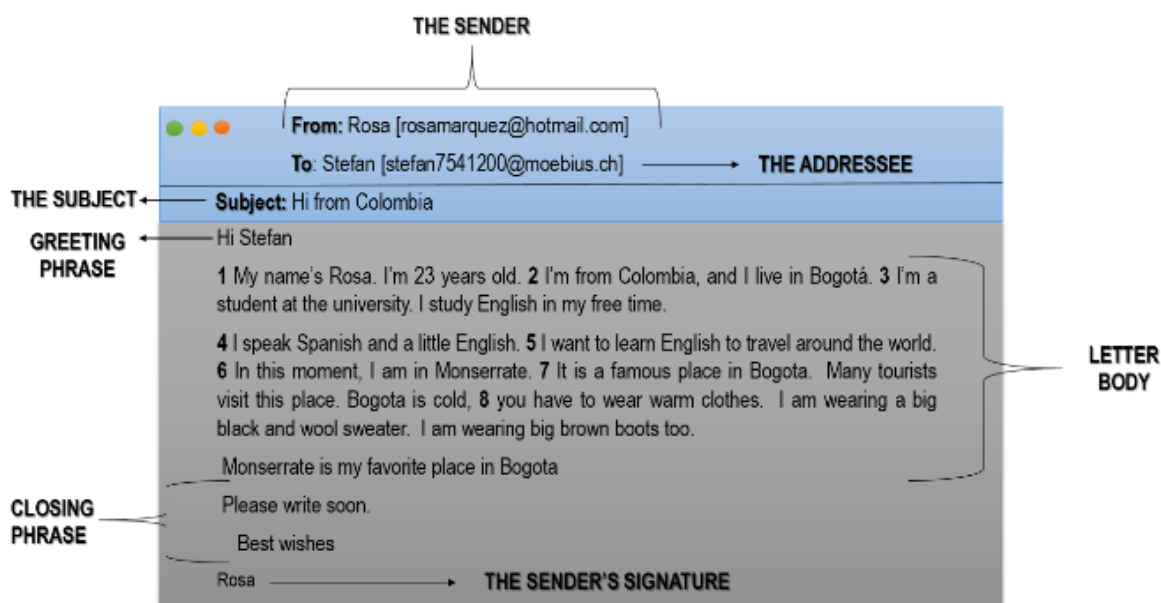 THE SENDER
From: Rosa [rosamarquez@hotmail.com]
To: Stefan [stefan7541200@moebius.ch]
THE ADDRESSEE
THE SUBJECT
Subject: Hi from Colombia
GREETING
PHRASE
Hi Stefan
1 My name's Rosa. I'm 23 years old. 2 I'm from Colombia, and I live in Bogotá. 3 I'm a
student at the university. I study English in my free time.
4 I speak Spanish and a little English. 5 I want to learn English to travel around the world.
6 In this moment, I am in Monserrate. 7 It is a famous place in Bogota. Many tourists
visit this place. Bogota is cold, 8 you have to wear warm clothes. I am wearing a big
black and wool sweater. I am wearing big brown boots too.
Monserrate is my favorite place in Bogota
LETTER
BODY
CLOSING
PHRASE
Please write soon.
Best wishes
Rosa
THE SENDER'S SIGNATURE